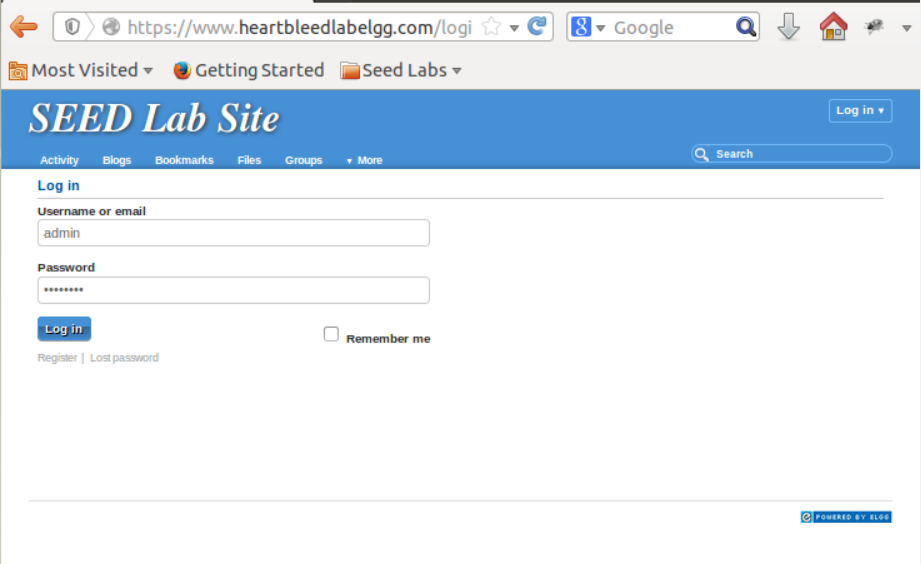 https://www.heartbleedlabelgg.com/logi
8 Google
Most Visited Getting Started Seed Labs
SEED Lab Site
Log in
Activity Blogs Bookmarks Files Groups More
Search
Log in
Username or email
admin
Password
••••••••
Log in
Remember me
Register | Lost password
POWERED BY ELGG